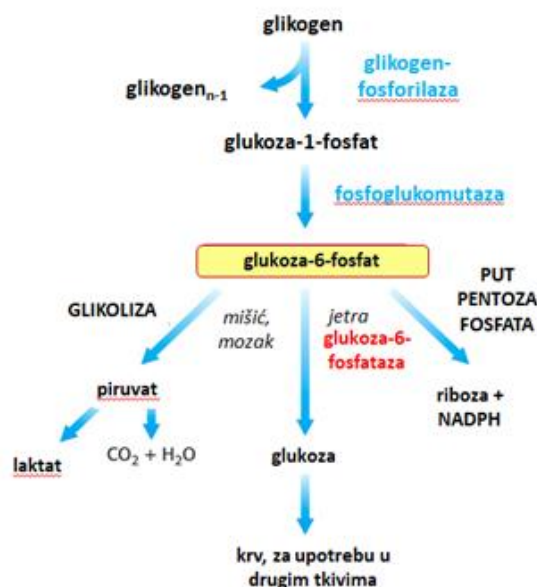 glikogen
glikogen-
fosforilaza
glikogenₙ₋₁
glukoza-1-fosfat
fosfoglukomutaza
glukoza-6-fosfat
GLIKOLIZA
mišić,
mozak
jetra
glukoza-6-
fosfataza
PUT
PENTOZA
FOSFATA
piruvat
riboza +
NADPH
laktat
CO₂ + H₂O
glukoza
krv, za upotrebu u
drugim tkivima